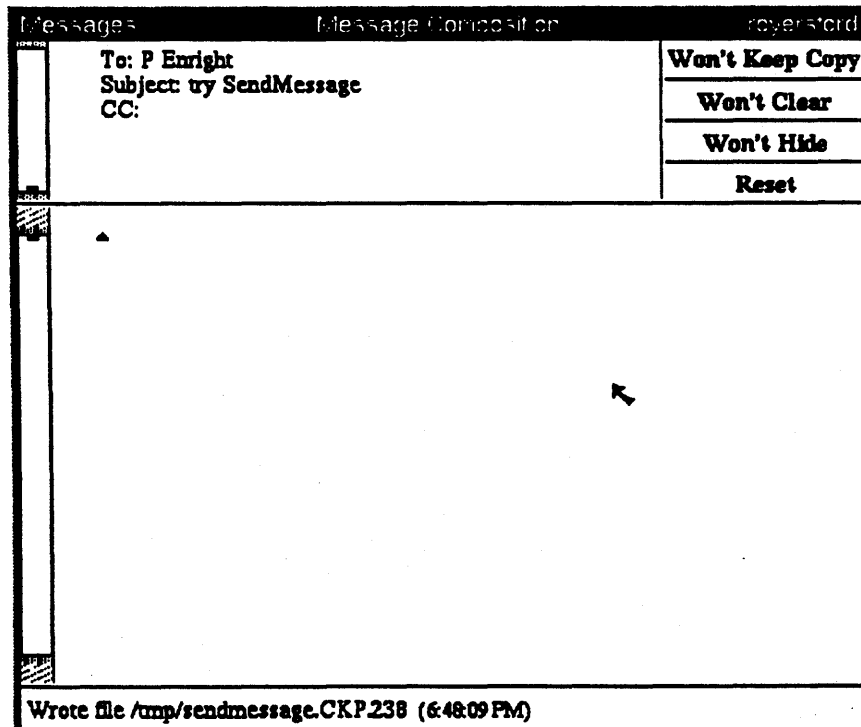 Messages Message Composition royersford
To: P Enright
Subject: try SendMessage
CC:
Won't Keep Copy
Won't Clear
Won't Hide
Reset
Wrote file /tmp/sendmessage.CKP.238 (6:48:09 PM)